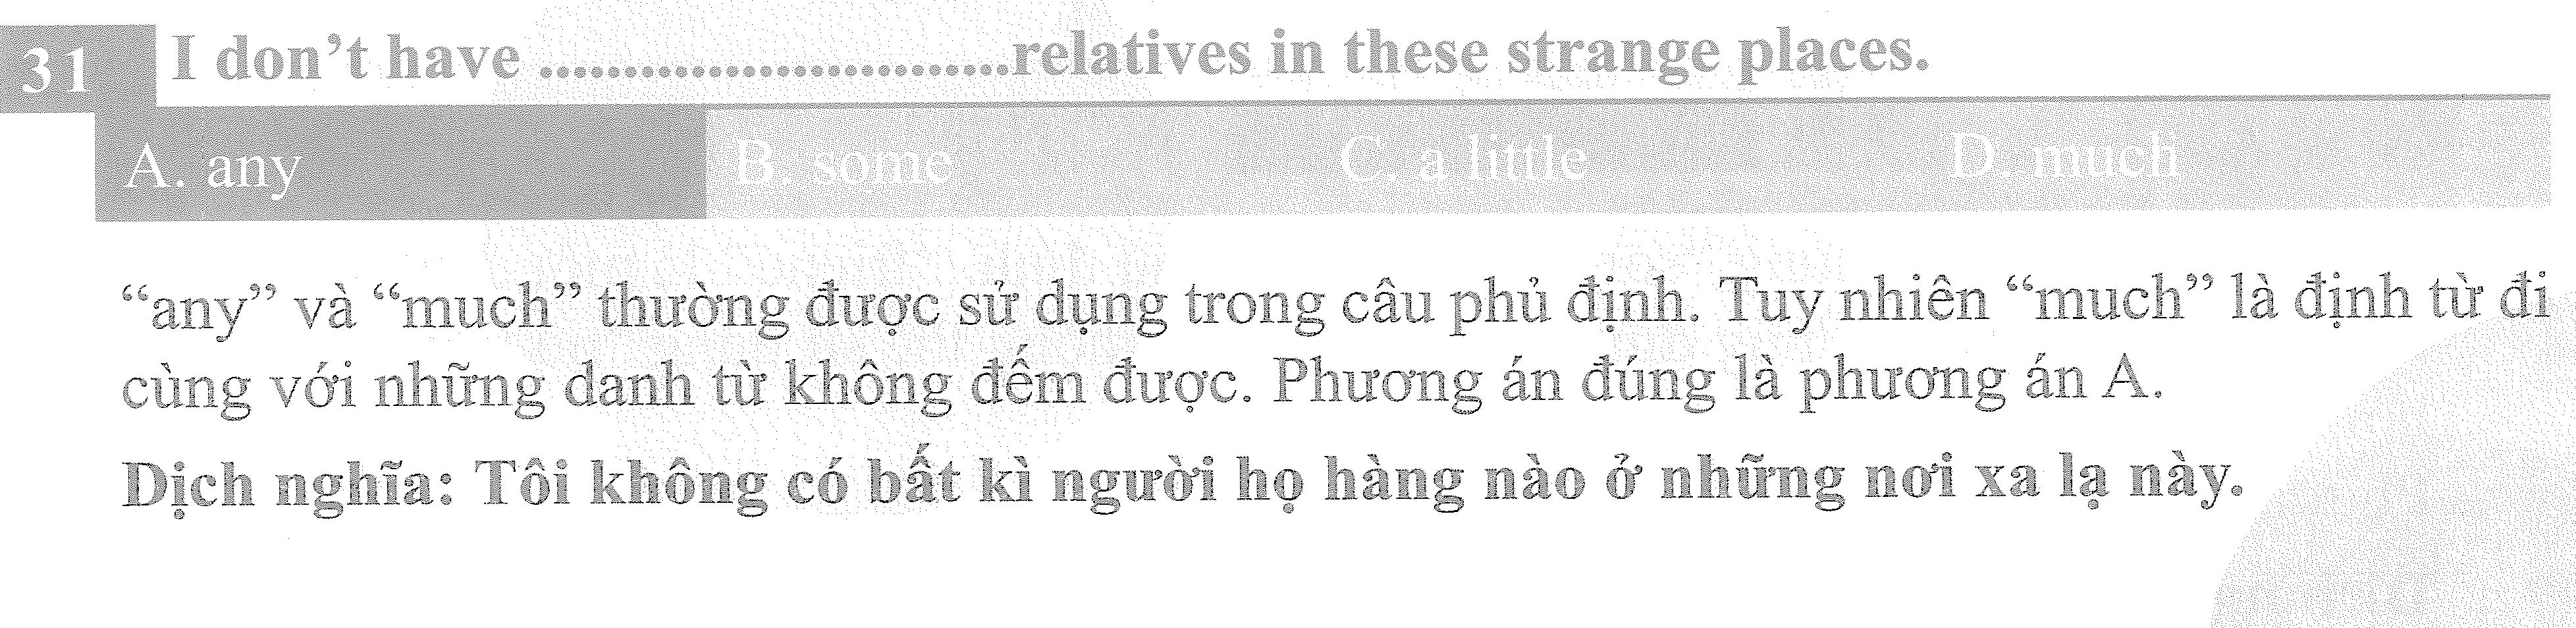 31 I don't have ............................relatives in these strange places.
A. any B. some C. a little D. much
“any” và “much” thường được sử dụng trong câu phủ định. Tuy nhiên “much” là định từ đi
cùng với những danh từ không đếm được. Phương án đúng là phương án A.
Dịch nghĩa: Tôi không có bất kì người họ hàng nào ở những nơi xa lạ này.